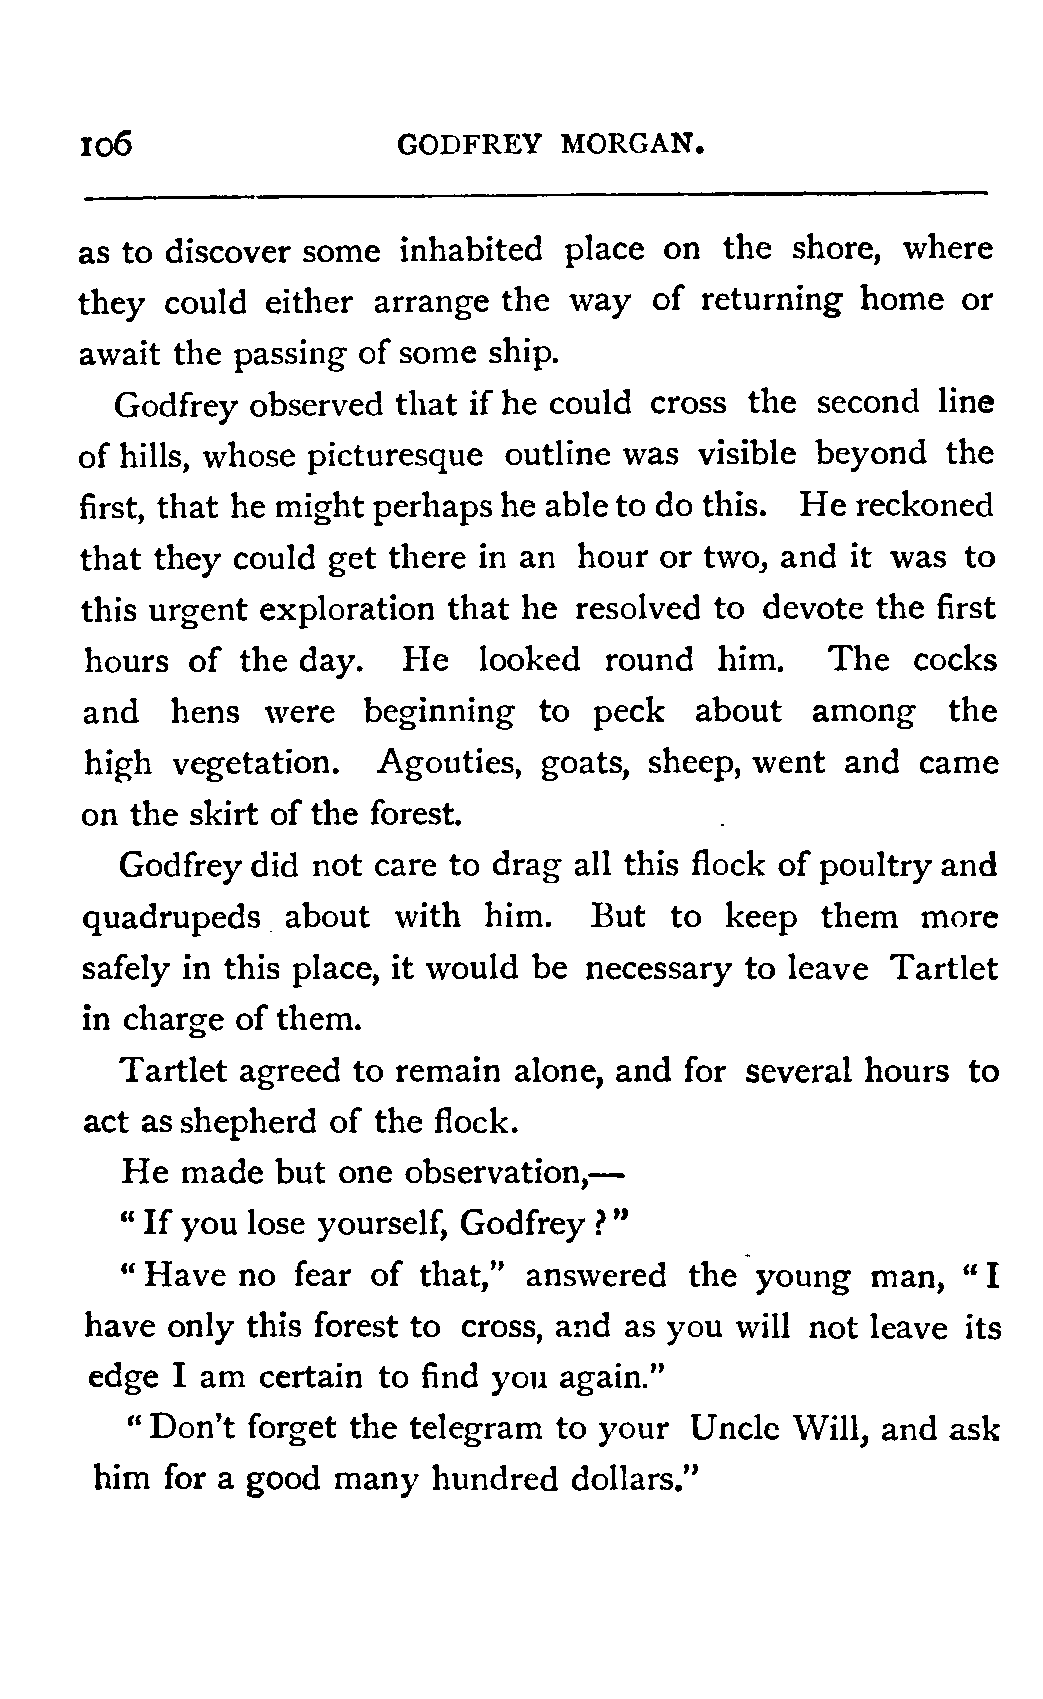 106 GODFREY MORGAN.
as to discover some inhabited place on the shore, where
they could either arrange the way of returning home or
await the passing of some ship.
Godfrey observed that if he could cross the second line
of hills, whose picturesque outline was visible beyond the
first, that he might perhaps he able to do this. He reckoned
that they could get there in an hour or two, and it was to
this urgent exploration that he resolved to devote the first
hours of the day. He looked round him. The cocks
and hens were beginning to peck about among the
high vegetation. Agouties, goats, sheep, went and came
on the skirt of the forest.
Godfrey did not care to drag all this flock of poultry and
quadrupeds about with him. But to keep them more
safely in this place, it would be necessary to leave Tartlet
in charge of them.
Tartlet agreed to remain alone, and for several hours to
act as shepherd of the flock.
He made but one observation,—
“ If you lose yourself, Godfrey ? ”
“ Have no fear of that,” answered the young man, “ I
have only this forest to cross, and as you will not leave its
edge I am certain to find you again.”
“ Don't forget the telegram to your Uncle Will, and ask
him for a good many hundred dollars.”